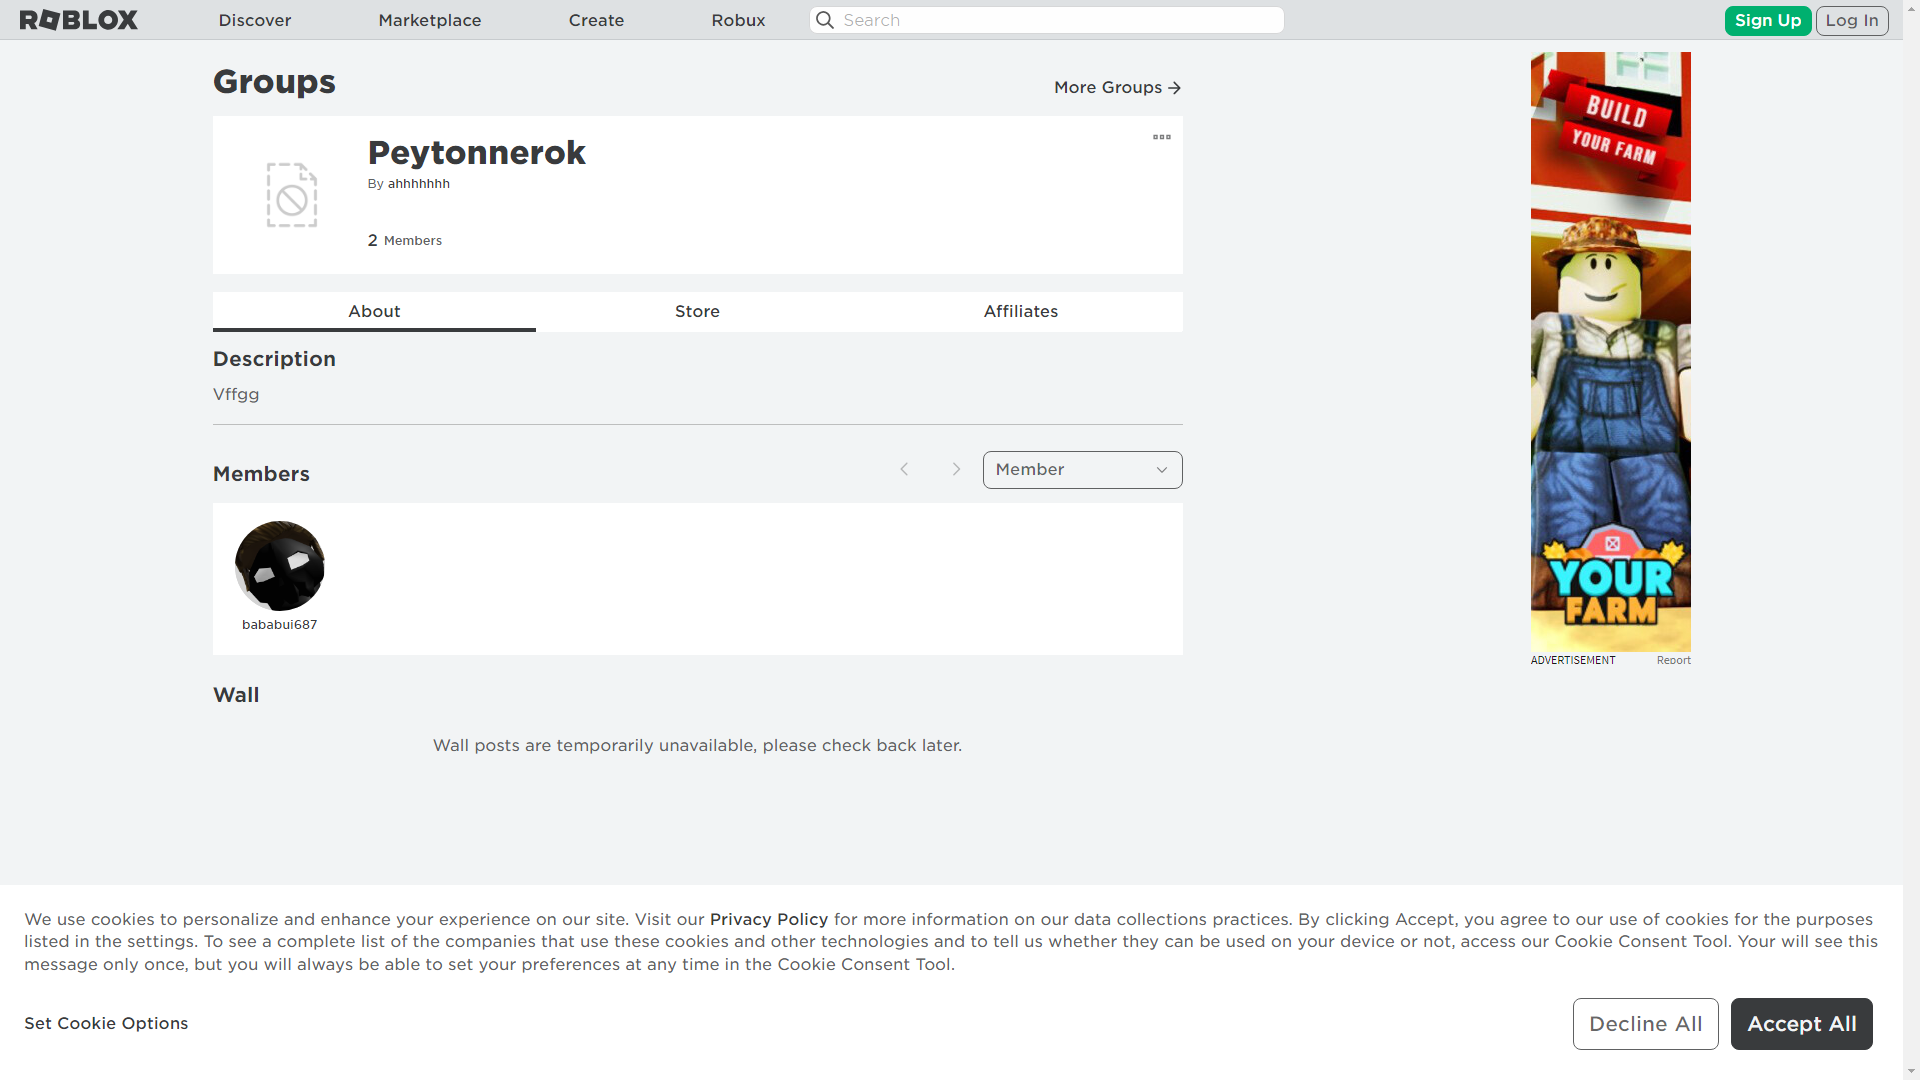 ROBLOX
Discover
Marketplace
Create
Robux
Search
Sign Up
Log In
Groups
More Groups
Peytonnerok
By ahhhhhhh
2 Members
About
Store
Affiliates
Description
Vffgg
Members
Member
bababui687
Wall
Wall posts are temporarily unavailable, please check back later.
BUILD
YOUR FARM
YOUR
FARM
ADVERTISEMENT
Report
We use cookies to personalize and enhance your experience on our site. Visit our Privacy Policy for more information on our data collections practices. By clicking Accept, you agree to our use of cookies for the purposes
listed in the settings. To see a complete list of the companies that use these cookies and other technologies and to tell us whether they can be used on your device or not, access our Cookie Consent Tool. Your will see this
message only once, but you will always be able to set your preferences at any time in the Cookie Consent Tool.
Set Cookie Options
Decline All
Accept All